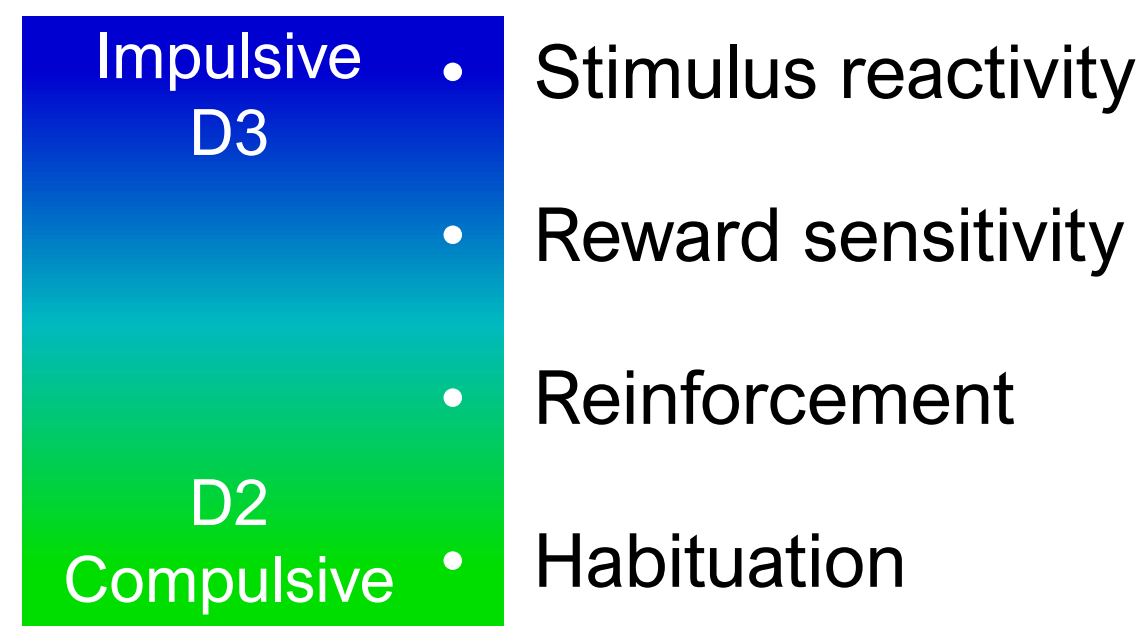 Impulsive
D3
D2
Compulsive
• Stimulus reactivity
• Reward sensitivity
• Reinforcement
• Habituation